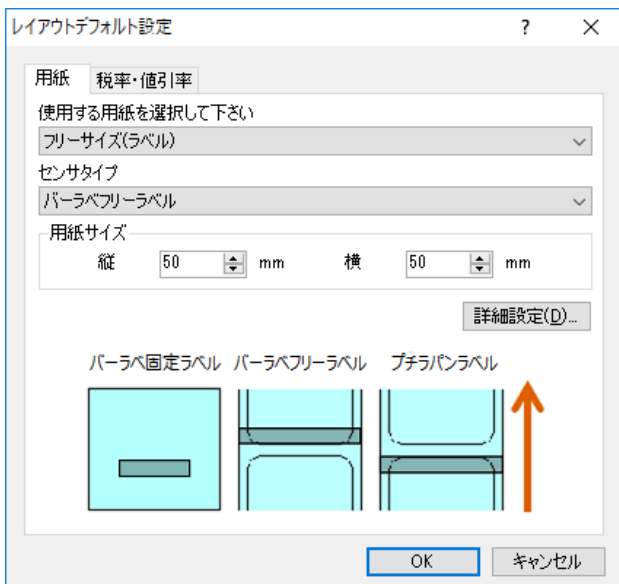 レイアウトデフォルト設定 ? ×
用紙 税率・値引率
使用する用紙を選択して下さい
フリーサイズ(ラベル)
センサタイプ
バーラベフリーラベル
用紙サイズ
縦 50 mm 横 50 mm
詳細設定(D)...
バーラベ固定ラベル バーラベフリーラベル プチラパンラベル
OK キャンセル